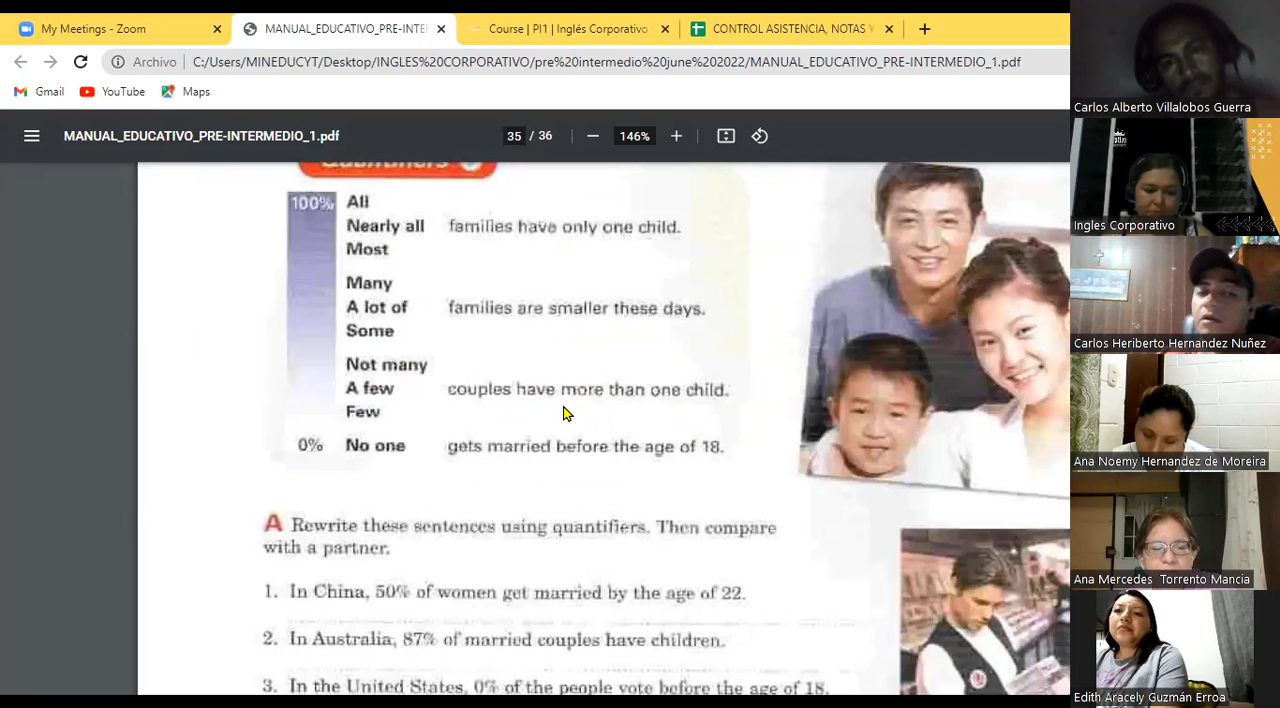 My Meetings - Zoom
MANUAL_EDUCATIVO_PRE-INTE
Course | PI1 | Inglés Corporativo
CONTROL ASISTENCIA, NOTAS Y
Archivo
C:/Users/MINEDUCYT/Desktop/INGLES%20CORPORATIVO/pre%20intermedio%20june%202022/MANUAL_EDUCATIVO_PRE-INTERMEDIO_1.pdf
Gmail
YouTube
Maps
MANUAL_EDUCATIVO_PRE-INTERMEDIO_1.pdf
35 / 36
146%
Quantifiers
100% All
Nearly all families have only one child.
Most
Many
A lot of families are smaller these days.
Some
Not many
A few couples have more than one child.
Few
0% No one gets married before the age of 18.
A Rewrite these sentences using quantifiers. Then compare
with a partner.
1. In China, 50% of women get married by the age of 22.
2. In Australia, 87% of married couples have children.
3. In the United States, 0% of the people vote before the age of 18.
Carlos Alberto Villalobos Guerra
Ingles Corporativo
Carlos Heriberto Hernandez Nuñez
Ana Noemy Hernandez de Moreira
Ana Mercedes Torrento Mancia
Edith Aracely Guzmán Erroa